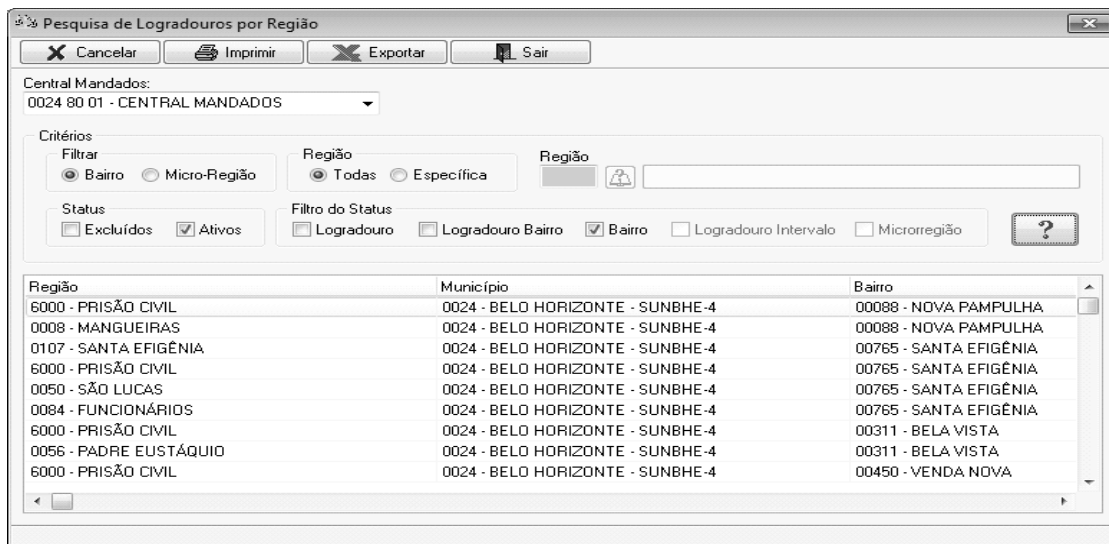 Pesquisa de Logradouros por Região
Cancelar Imprimir Exportar Sair
Central Mandados:
0024 80 01 - CENTRAL MANDADOS
Critérios
Filtrar Região Região
Bairro Micro-Região Todas Específica
Status Filtro do Status
Excluídos Ativos Logradouro Logradouro Bairro Bairro Logradouro Intervalo Microrregião ?
Região Município Bairro
6000 - PRISÃO CIVIL 0024 - BELO HORIZONTE - SUNBHE-4 00088 - NOVA PAMPULHA
0008 - MANGUEIRAS 0024 - BELO HORIZONTE - SUNBHE-4 00088 - NOVA PAMPULHA
0107 - SANTA EFIGÊNIA 0024 - BELO HORIZONTE - SUNBHE-4 00765 - SANTA EFIGÊNIA
6000 - PRISÃO CIVIL 0024 - BELO HORIZONTE - SUNBHE-4 00765 - SANTA EFIGÊNIA
0050 - SÃO LUCAS 0024 - BELO HORIZONTE - SUNBHE-4 00765 - SANTA EFIGÊNIA
0084 - FUNCIONÁRIOS 0024 - BELO HORIZONTE - SUNBHE-4 00765 - SANTA EFIGÊNIA
6000 - PRISÃO CIVIL 0024 - BELO HORIZONTE - SUNBHE-4 00311 - BELA VISTA
0056 - PADRE EUSTÁQUIO 0024 - BELO HORIZONTE - SUNBHE-4 00311 - BELA VISTA
6000 - PRISÃO CIVIL 0024 - BELO HORIZONTE - SUNBHE-4 00450 - VENDA NOVA